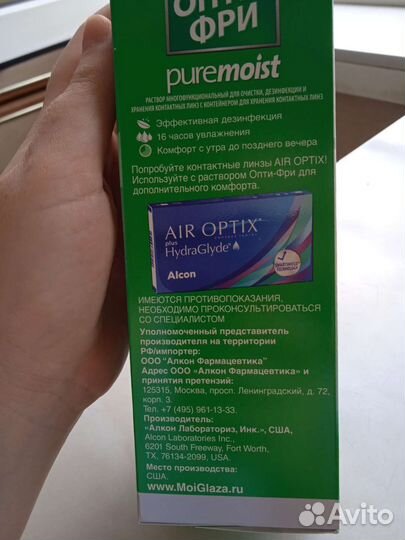 ОПТИ
ФРИ
puremoist
РАСТВОР МНОГОФУНКЦИОНАЛЬНЫЙ ДЛЯ ОЧИСТКИ, ДЕЗИНФЕКЦИИ И
ХРАНЕНИЯ КОНТАКТНЫХ ЛИНЗ С КОНТЕЙНЕРОМ ДЛЯ ХРАНЕНИЯ КОНТАКТНЫХ ЛИНЗ
Эффективная дезинфекция
16 часов увлажнения
Комфорт с утра до позднего вечера
Попробуйте контактные линзы AIR OPTIX!
Используйте с раствором Опти-Фри для
дополнительного комфорта.
AIR OPTIX
plus
HydraGlyde
Alcon
ИМЕЮТСЯ ПРОТИВОПОКАЗАНИЯ,
НЕОБХОДИМО ПРОКОНСУЛЬТИРОВАТЬСЯ
СО СПЕЦИАЛИСТОМ
Уполномоченный представитель
производителя на территории
РФ/импортер:
ООО "Алкон Фармацевтика"
Адрес ООО «Алкон Фармацевтика» и
принятия претензий:
125315, Москва, просп. Ленинградский, д. 72,
корп. 3.
Тел. +7 (495) 961-13-33.
Производитель:
«Алкон Лабораториз, Инк.», США,
Alcon Laboratories Inc.,
6201 South Freeway, Fort Worth,
TX, 76134-2099, USA.
Место производства:
США.
www.MoiGlaza.ru
Avito